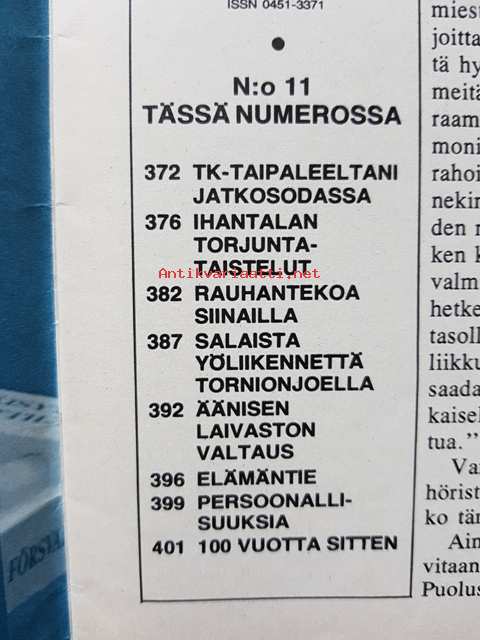 ISSN 0451-3371
N:o 11
TÄSSÄ NUMEROSSA
372 TK-TAIPALEELTANI
JATKOSODASSA
376 IHANTALAN
TORJUNTA-
TAISTELUT
Antikvariaatti.net
382 RAUHANTEKOA
SIINAILLA
387 SALAISTA
YÖLIIKENNETTÄ
TORNIONJOELLA
392 ÄÄNISEN
LAIVASTON
VALTAUS
396 ELÄMÄNTIE
399 PERSOONALLI-
SUUKSIA
401 100 VUOTTA SITTEN
miest
joitta
tä hy
meitä
raam
moni
rahoi
nekin
den n
ken k
valm
hetke
tasoll
liikku
saada
kaisel
tua."
Va
hörist
ko tän
Ain
vitaan
Puolus